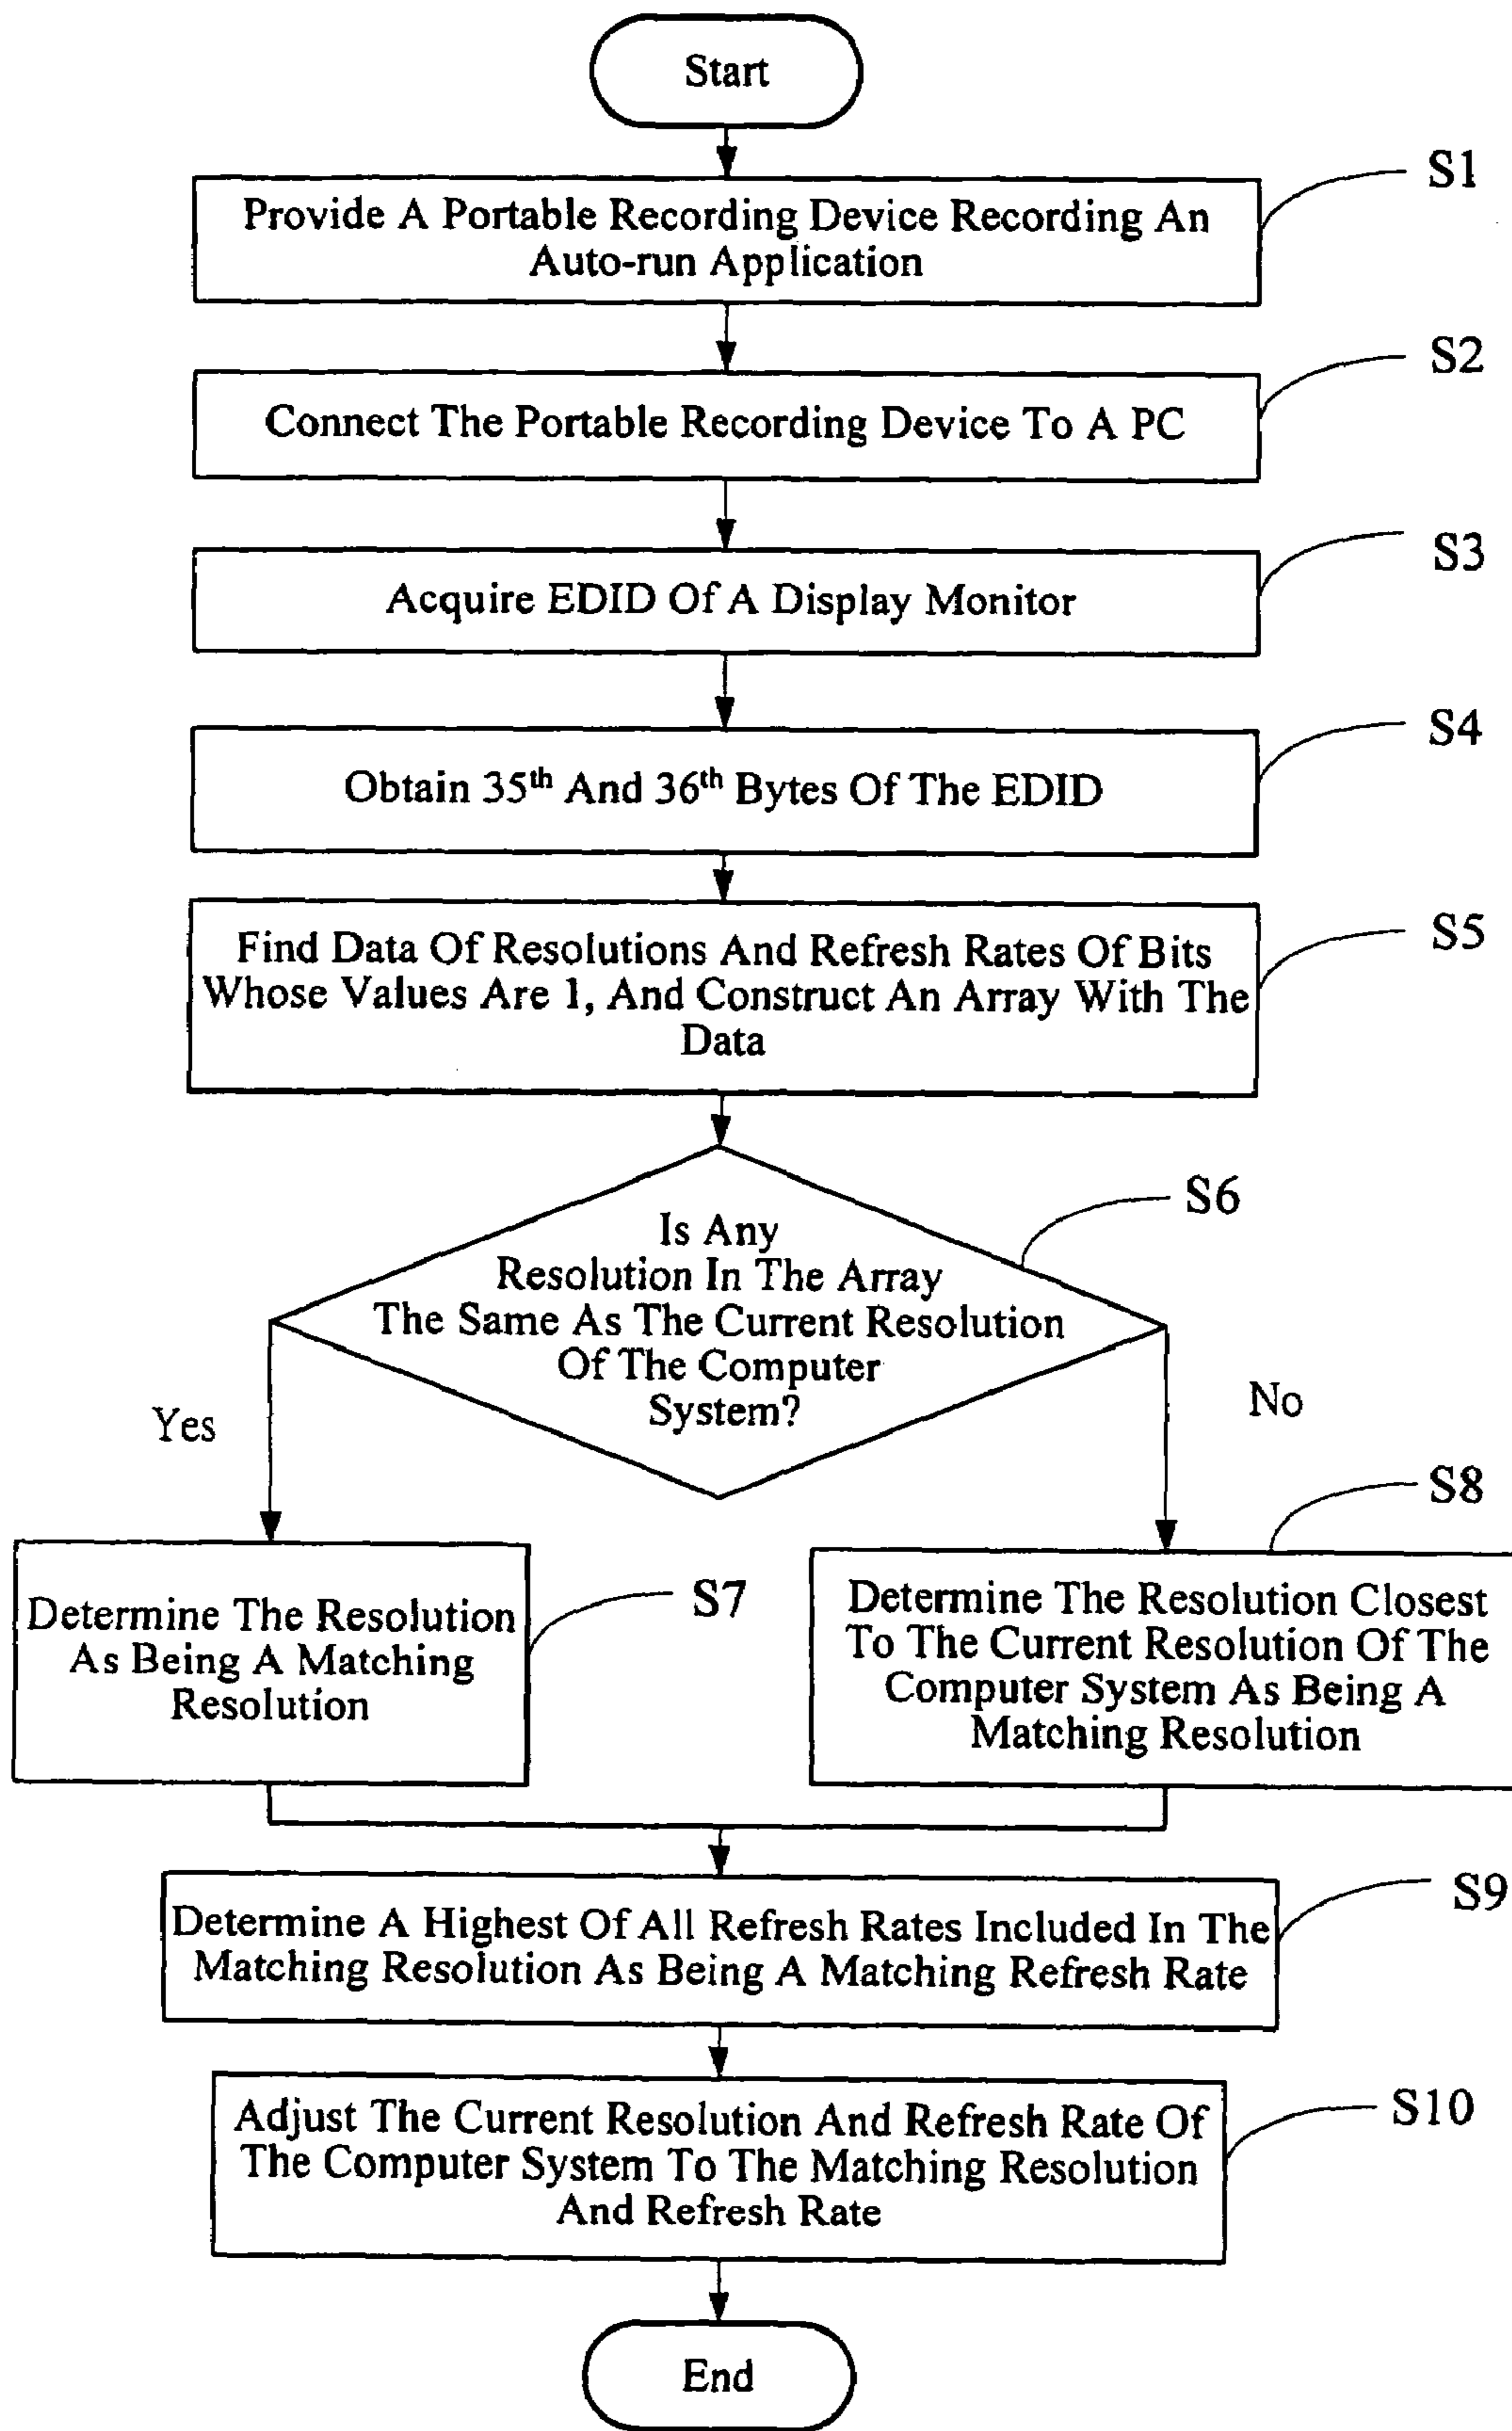 Start
S1
Provide A Portable Recording Device Recording An
Auto-run Application
S2
Connect The Portable Recording Device To A PC
S3
Acquire EDID Of A Display Monitor
S4
Obtain 35th And 36th Bytes Of The EDID
S5
Find Data Of Resolutions And Refresh Rates Of Bits
Whose Values Are 1, And Construct An Array With The
Data
S6
Is Any
Resolution In The Array
The Same As The Current Resolution
Of The Computer
System?
Yes
No
S7
Determine The Resolution
As Being A Matching
Resolution
S8
Determine The Resolution Closest
To The Current Resolution Of The
Computer System As Being A
Matching Resolution
S9
Determine A Highest Of All Refresh Rates Included In The
Matching Resolution As Being A Matching Refresh Rate
S10
Adjust The Current Resolution And Refresh Rate Of
The Computer System To The Matching Resolution
And Refresh Rate
End